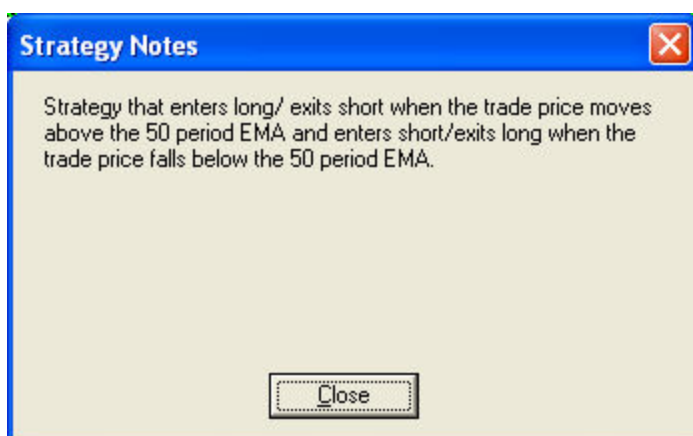 Strategy Notes
Strategy that enters long/ exits short when the trade price moves
above the 50 period EMA and enters short/exits long when the
trade price falls below the 50 period EMA.
Close